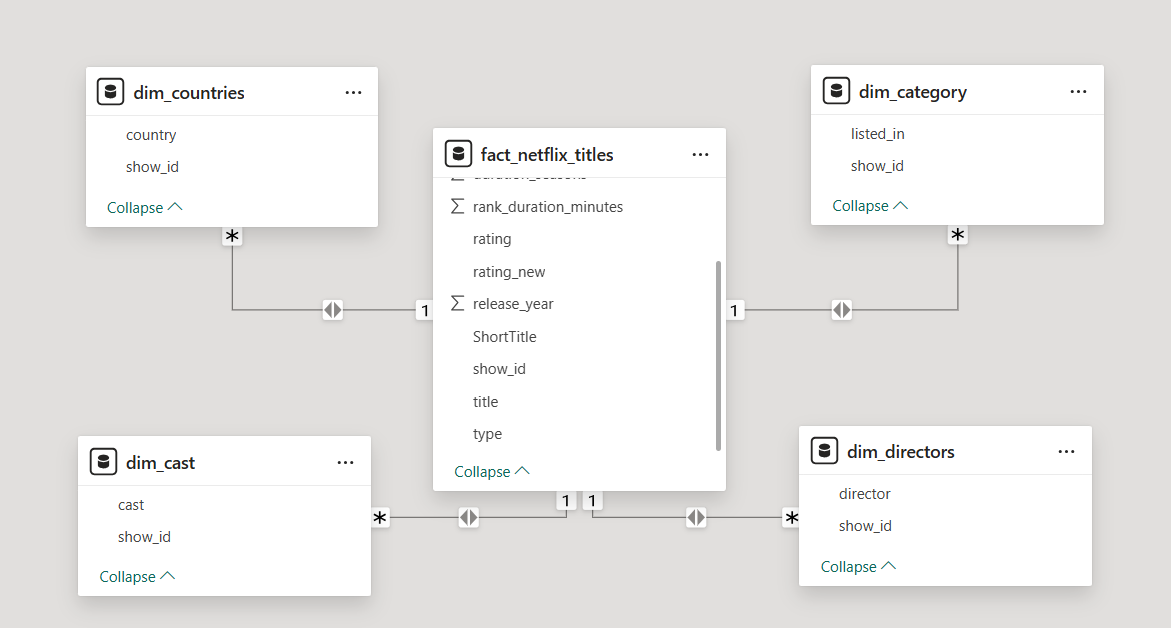 dim_countries
country
show_id
Collapse
*
1
fact_netflix_titles
rank_duration_minutes
rating
rating_new
release_year
ShortTitle
show_id
title
type
Collapse
dim_category
listed_in
show_id
Collapse
*
1
dim_cast
cast
show_id
Collapse
*
1
1
*
dim_directors
director
show_id
Collapse